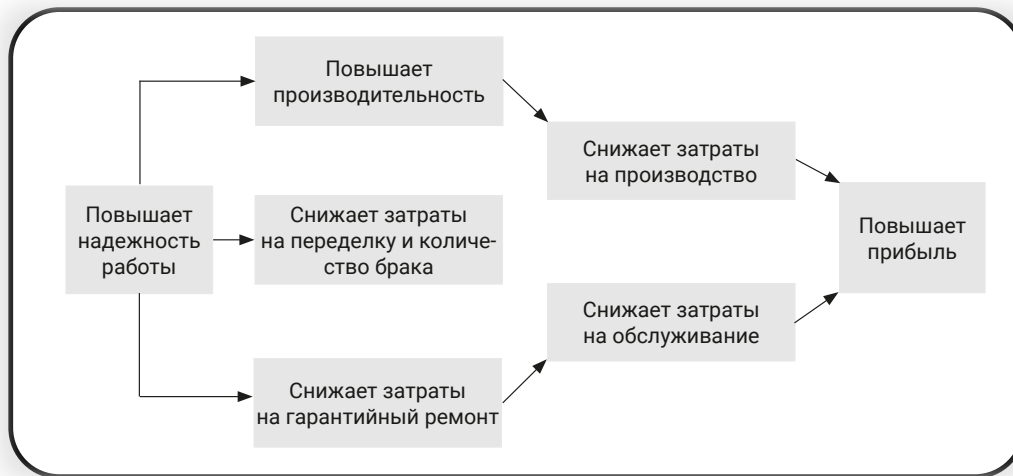 Повышает
производительность
Снижает затраты
на производство
Повышает
надежность
работы
Снижает затраты
на переделку и количе-
ство брака
Повышает
прибыль
Снижает затраты
на обслуживание
Снижает затраты
на гарантийный ремонт